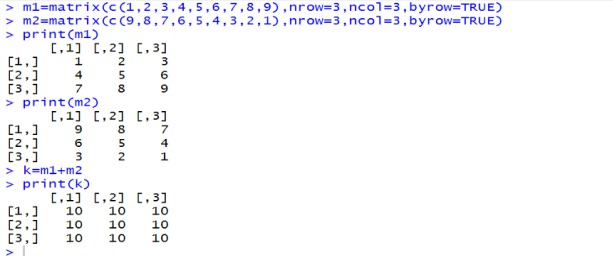 > m1=matrix(c(1,2,3,4,5,6,7,8,9),nrow=3,ncol=3,byrow=TRUE)
> m2=matrix(c(9,8,7,6,5,4,3,2,1),nrow=3,ncol=3,byrow=TRUE)
> print(m1)
     [,1] [,2] [,3]
[1,]    1    2    3
[2,]    4    5    6
[3,]    7    8    9
> print(m2)
     [,1] [,2] [,3]
[1,]    9    8    7
[2,]    6    5    4
[3,]    3    2    1
> k=m1+m2
> print(k)
     [,1] [,2] [,3]
[1,]   10   10   10
[2,]   10   10   10
[3,]   10   10   10
>